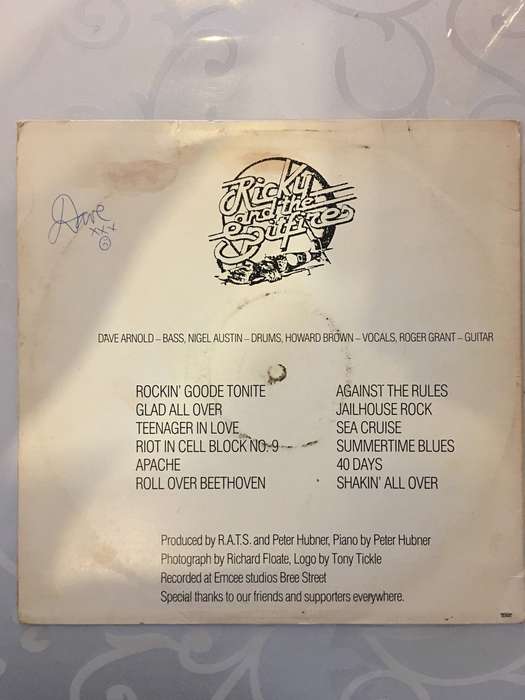 Ricky
and the
Spitfires
Dave
xxx
DAVE ARNOLD – BASS, NIGEL AUSTIN – DRUMS, HOWARD BROWN – VOCALS, ROGER GRANT – GUITAR
ROCKIN' GOODE TONITE
GLAD ALL OVER
TEENAGER IN LOVE
RIOT IN CELL BLOCK NO. 9
APACHE
ROLL OVER BEETHOVEN
AGAINST THE RULES
JAILHOUSE ROCK
SEA CRUISE
SUMMERTIME BLUES
40 DAYS
SHAKIN' ALL OVER
Produced by R.A.T.S. and Peter Hubner, Piano by Peter Hubner
Photograph by Richard Floate, Logo by Tony Tickle
Recorded at Emcee studios Bree Street
Special thanks to our friends and supporters everywhere.